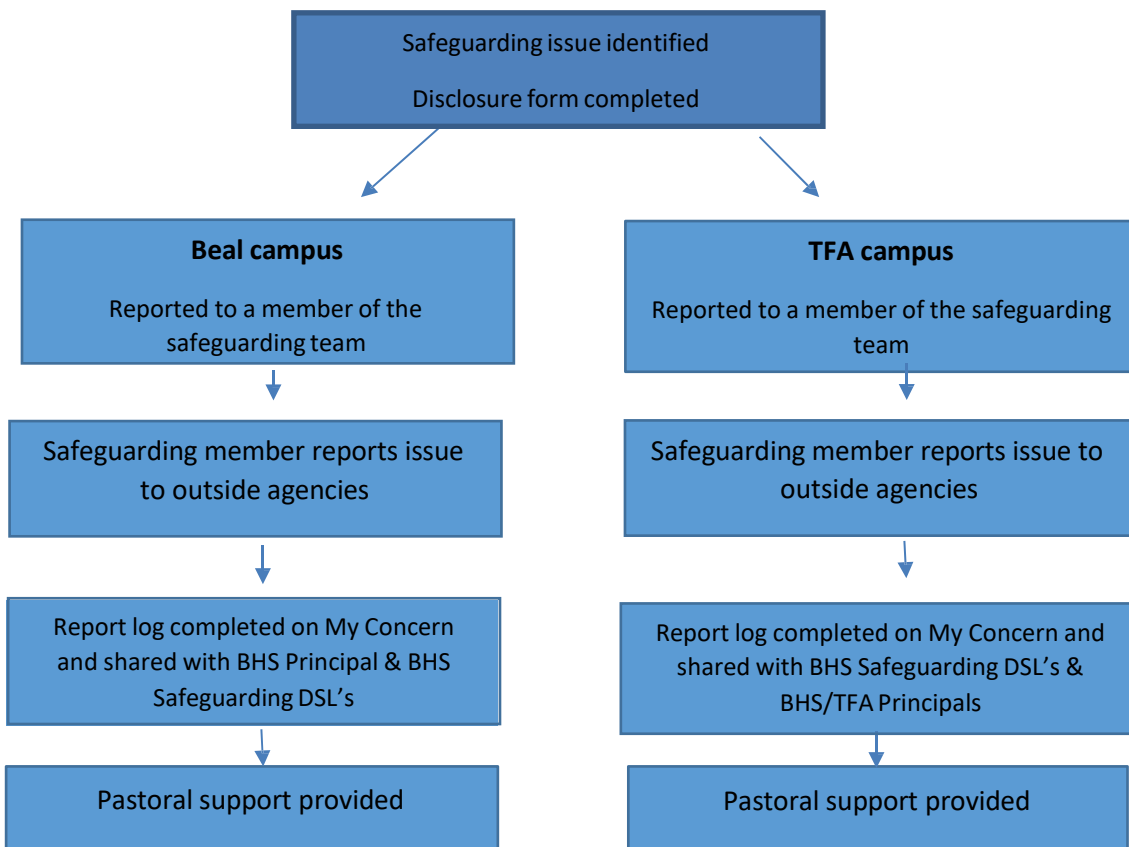 Safeguarding issue identified
Disclosure form completed
Beal campus
Reported to a member of the
safeguarding team
Safeguarding member reports issue
to outside agencies
Report log completed on My Concern
and shared with BHS Principal & BHS
Safeguarding DSL’s
Pastoral support provided
TFA campus
Reported to a member of the safeguarding
team
Safeguarding member reports issue to
outside agencies
Report log completed on My Concern and
shared with BHS Safeguarding DSL’s &
BHS/TFA Principals
Pastoral support provided